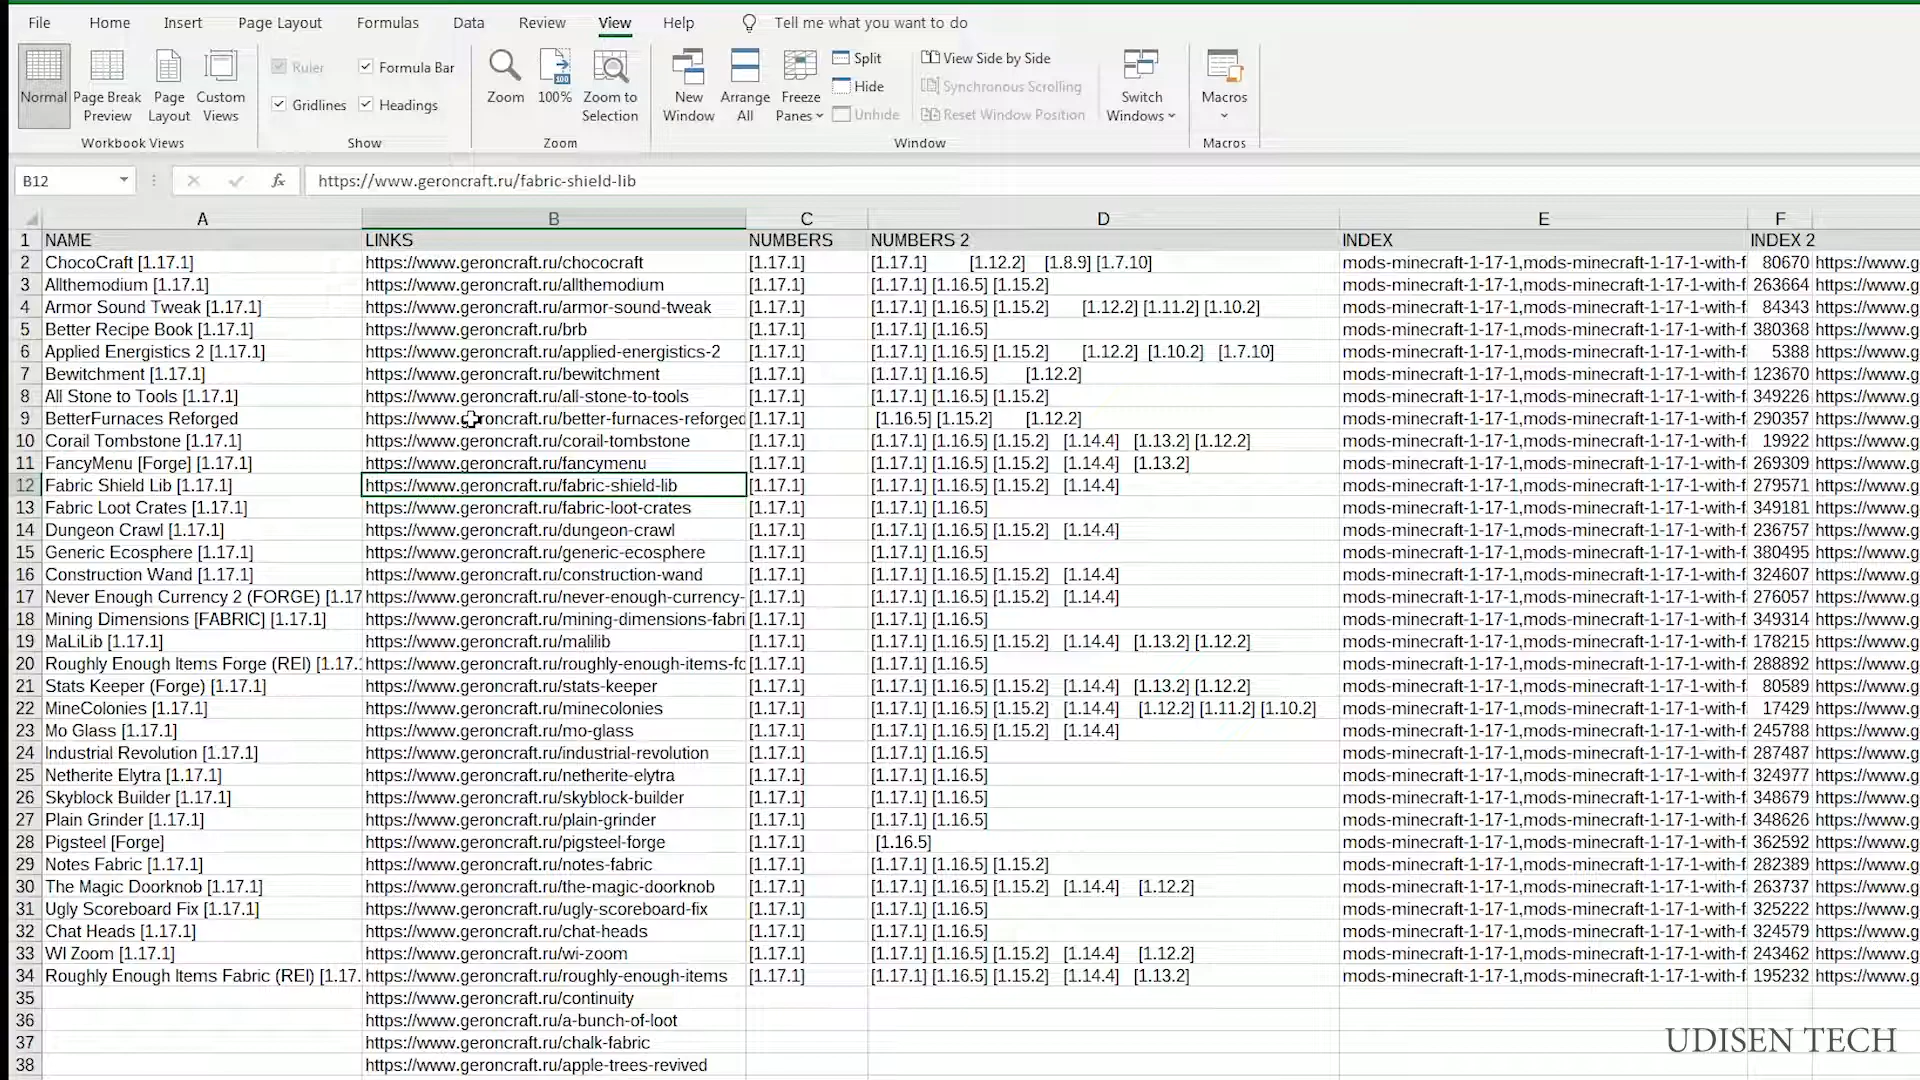 File Home Insert Page Layout Formulas Data Review View Help Tell me what you want to do
Normal Page Break Preview Page Layout Custom Views
Workbook Views
Ruler Formula Bar
Gridlines Headings
Show
Zoom 100% Zoom to Selection
Zoom
New Window Arrange All Freeze Panes
Split View Side by Side
Hide Synchronous Scrolling
Unhide Reset Window Position
Switch Windows
Window
Macros
Macros
B12 fx https://www.geroncraft.ru/fabric-shield-lib
A B C D E F
1 NAME LINKS NUMBERS NUMBERS 2 INDEX INDEX 2
2 ChocoCraft [1.17.1] https://www.geroncraft.ru/chococraft [1.17.1] [1.17.1] [1.12.2] [1.8.9] [1.7.10] mods-minecraft-1-17-1,mods-minecraft-1-17-1-with-f 80670 https://www.g
3 Allthemodium [1.17.1] https://www.geroncraft.ru/allthemodium [1.17.1] [1.17.1] [1.16.5] [1.15.2] mods-minecraft-1-17-1,mods-minecraft-1-17-1-with-f 263664 https://www.g
4 Armor Sound Tweak [1.17.1] https://www.geroncraft.ru/armor-sound-tweak [1.17.1] [1.17.1] [1.16.5] [1.15.2] [1.12.2] [1.11.2] [1.10.2] mods-minecraft-1-17-1,mods-minecraft-1-17-1-with-f 84343 https://www.g
5 Better Recipe Book [1.17.1] https://www.geroncraft.ru/brb [1.17.1] [1.17.1] [1.16.5] mods-minecraft-1-17-1,mods-minecraft-1-17-1-with-f 380368 https://www.g
6 Applied Energistics 2 [1.17.1] https://www.geroncraft.ru/applied-energistics-2 [1.17.1] [1.17.1] [1.16.5] [1.15.2] [1.12.2] [1.10.2] [1.7.10] mods-minecraft-1-17-1,mods-minecraft-1-17-1-with-f 5388 https://www.g
7 Bewitchment [1.17.1] https://www.geroncraft.ru/bewitchment [1.17.1] [1.17.1] [1.16.5] [1.12.2] mods-minecraft-1-17-1,mods-minecraft-1-17-1-with-f 123670 https://www.g
8 All Stone to Tools [1.17.1] https://www.geroncraft.ru/all-stone-to-tools [1.17.1] [1.17.1] [1.16.5] [1.15.2] mods-minecraft-1-17-1,mods-minecraft-1-17-1-with-f 349226 https://www.g
9 BetterFurnaces Reforged https://www.geroncraft.ru/better-furnaces-reforged [1.17.1] [1.16.5] [1.15.2] [1.12.2] mods-minecraft-1-17-1,mods-minecraft-1-17-1-with-f 290357 https://www.g
10 Corail Tombstone [1.17.1] https://www.geroncraft.ru/corail-tombstone [1.17.1] [1.17.1] [1.16.5] [1.15.2] [1.14.4] [1.13.2] [1.12.2] mods-minecraft-1-17-1,mods-minecraft-1-17-1-with-f 19922 https://www.g
11 FancyMenu [Forge] [1.17.1] https://www.geroncraft.ru/fancymenu [1.17.1] [1.17.1] [1.16.5] [1.15.2] [1.14.4] [1.13.2] mods-minecraft-1-17-1,mods-minecraft-1-17-1-with-f 269309 https://www.g
12 Fabric Shield Lib [1.17.1] https://www.geroncraft.ru/fabric-shield-lib [1.17.1] [1.17.1] [1.16.5] [1.15.2] [1.14.4] mods-minecraft-1-17-1,mods-minecraft-1-17-1-with-f 279571 https://www.g
13 Fabric Loot Crates [1.17.1] https://www.geroncraft.ru/fabric-loot-crates [1.17.1] [1.17.1] [1.16.5] mods-minecraft-1-17-1,mods-minecraft-1-17-1-with-f 349181 https://www.g
14 Dungeon Crawl [1.17.1] https://www.geroncraft.ru/dungeon-crawl [1.17.1] [1.17.1] [1.16.5] [1.15.2] [1.14.4] mods-minecraft-1-17-1,mods-minecraft-1-17-1-with-f 236757 https://www.g
15 Generic Ecosphere [1.17.1] https://www.geroncraft.ru/generic-ecosphere [1.17.1] [1.17.1] [1.16.5] mods-minecraft-1-17-1,mods-minecraft-1-17-1-with-f 380495 https://www.g
16 Construction Wand [1.17.1] https://www.geroncraft.ru/construction-wand [1.17.1] [1.17.1] [1.16.5] [1.15.2] [1.14.4] mods-minecraft-1-17-1,mods-minecraft-1-17-1-with-f 324607 https://www.g
17 Never Enough Currency 2 (FORGE) [1.17 https://www.geroncraft.ru/never-enough-currency- [1.17.1] [1.17.1] [1.16.5] [1.15.2] [1.14.4] mods-minecraft-1-17-1,mods-minecraft-1-17-1-with-f 276057 https://www.g
18 Mining Dimensions [FABRIC] [1.17.1] https://www.geroncraft.ru/mining-dimensions-fabri [1.17.1] [1.17.1] [1.16.5] mods-minecraft-1-17-1,mods-minecraft-1-17-1-with-f 349314 https://www.g
19 MaLiLib [1.17.1] https://www.geroncraft.ru/malilib [1.17.1] [1.17.1] [1.16.5] [1.15.2] [1.14.4] [1.13.2] [1.12.2] mods-minecraft-1-17-1,mods-minecraft-1-17-1-with-f 178215 https://www.g
20 Roughly Enough Items Forge (REI) [1.17.1 https://www.geroncraft.ru/roughly-enough-items-fo [1.17.1] [1.17.1] [1.16.5] mods-minecraft-1-17-1,mods-minecraft-1-17-1-with-f 288892 https://www.g
21 Stats Keeper (Forge) [1.17.1] https://www.geroncraft.ru/stats-keeper [1.17.1] [1.17.1] [1.16.5] [1.15.2] [1.14.4] [1.13.2] [1.12.2] mods-minecraft-1-17-1,mods-minecraft-1-17-1-with-f 80589 https://www.g
22 MineColonies [1.17.1] https://www.geroncraft.ru/minecolonies [1.17.1] [1.17.1] [1.16.5] [1.15.2] [1.14.4] [1.12.2] [1.11.2] [1.10.2] mods-minecraft-1-17-1,mods-minecraft-1-17-1-with-f 17429 https://www.g
23 Mo Glass [1.17.1] https://www.geroncraft.ru/mo-glass [1.17.1] [1.17.1] [1.16.5] [1.15.2] [1.14.4] mods-minecraft-1-17-1,mods-minecraft-1-17-1-with-f 245788 https://www.g
24 Industrial Revolution [1.17.1] https://www.geroncraft.ru/industrial-revolution [1.17.1] [1.17.1] [1.16.5] mods-minecraft-1-17-1,mods-minecraft-1-17-1-with-f 287487 https://www.g
25 Netherite Elytra [1.17.1] https://www.geroncraft.ru/netherite-elytra [1.17.1] [1.17.1] [1.16.5] mods-minecraft-1-17-1,mods-minecraft-1-17-1-with-f 324977 https://www.g
26 Skyblock Builder [1.17.1] https://www.geroncraft.ru/skyblock-builder [1.17.1] [1.17.1] [1.16.5] mods-minecraft-1-17-1,mods-minecraft-1-17-1-with-f 348679 https://www.g
27 Plain Grinder [1.17.1] https://www.geroncraft.ru/plain-grinder [1.17.1] [1.17.1] [1.16.5] mods-minecraft-1-17-1,mods-minecraft-1-17-1-with-f 348626 https://www.g
28 Pigsteel [Forge] https://www.geroncraft.ru/pigsteel-forge [1.17.1] [1.16.5] mods-minecraft-1-17-1,mods-minecraft-1-17-1-with-f 362592 https://www.g
29 Notes Fabric [1.17.1] https://www.geroncraft.ru/notes-fabric [1.17.1] [1.17.1] [1.16.5] [1.15.2] mods-minecraft-1-17-1,mods-minecraft-1-17-1-with-f 282389 https://www.g
30 The Magic Doorknob [1.17.1] https://www.geroncraft.ru/the-magic-doorknob [1.17.1] [1.17.1] [1.16.5] [1.15.2] [1.14.4] [1.12.2] mods-minecraft-1-17-1,mods-minecraft-1-17-1-with-f 263737 https://www.g
31 Ugly Scoreboard Fix [1.17.1] https://www.geroncraft.ru/ugly-scoreboard-fix [1.17.1] [1.17.1] [1.16.5] mods-minecraft-1-17-1,mods-minecraft-1-17-1-with-f 325222 https://www.g
32 Chat Heads [1.17.1] https://www.geroncraft.ru/chat-heads [1.17.1] [1.17.1] [1.16.5] mods-minecraft-1-17-1,mods-minecraft-1-17-1-with-f 324579 https://www.g
33 WI Zoom [1.17.1] https://www.geroncraft.ru/wi-zoom [1.17.1] [1.17.1] [1.16.5] [1.15.2] [1.14.4] [1.12.2] mods-minecraft-1-17-1,mods-minecraft-1-17-1-with-f 243462 https://www.g
34 Roughly Enough Items Fabric (REI) [1.17. https://www.geroncraft.ru/roughly-enough-items [1.17.1] [1.17.1] [1.16.5] [1.15.2] [1.14.4] [1.13.2] mods-minecraft-1-17-1,mods-minecraft-1-17-1-with-f 195232 https://www.g
35 https://www.geroncraft.ru/continuity
36 https://www.geroncraft.ru/a-bunch-of-loot
37 https://www.geroncraft.ru/chalk-fabric
38 https://www.geroncraft.ru/apple-trees-revived
UDISEN TECH